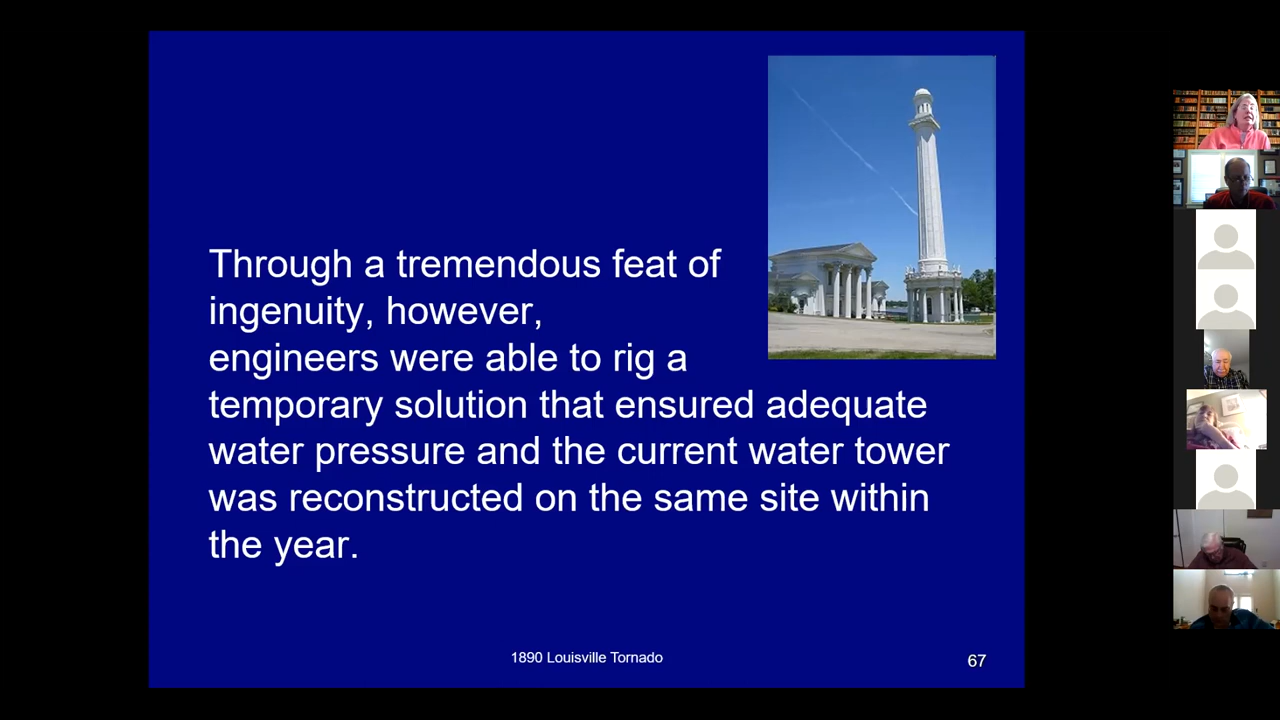 Through a tremendous feat of
ingenuity, however,
engineers were able to rig a
temporary solution that ensured adequate
water pressure and the current water tower
was reconstructed on the same site within
the year.
1890 Louisville Tornado
67